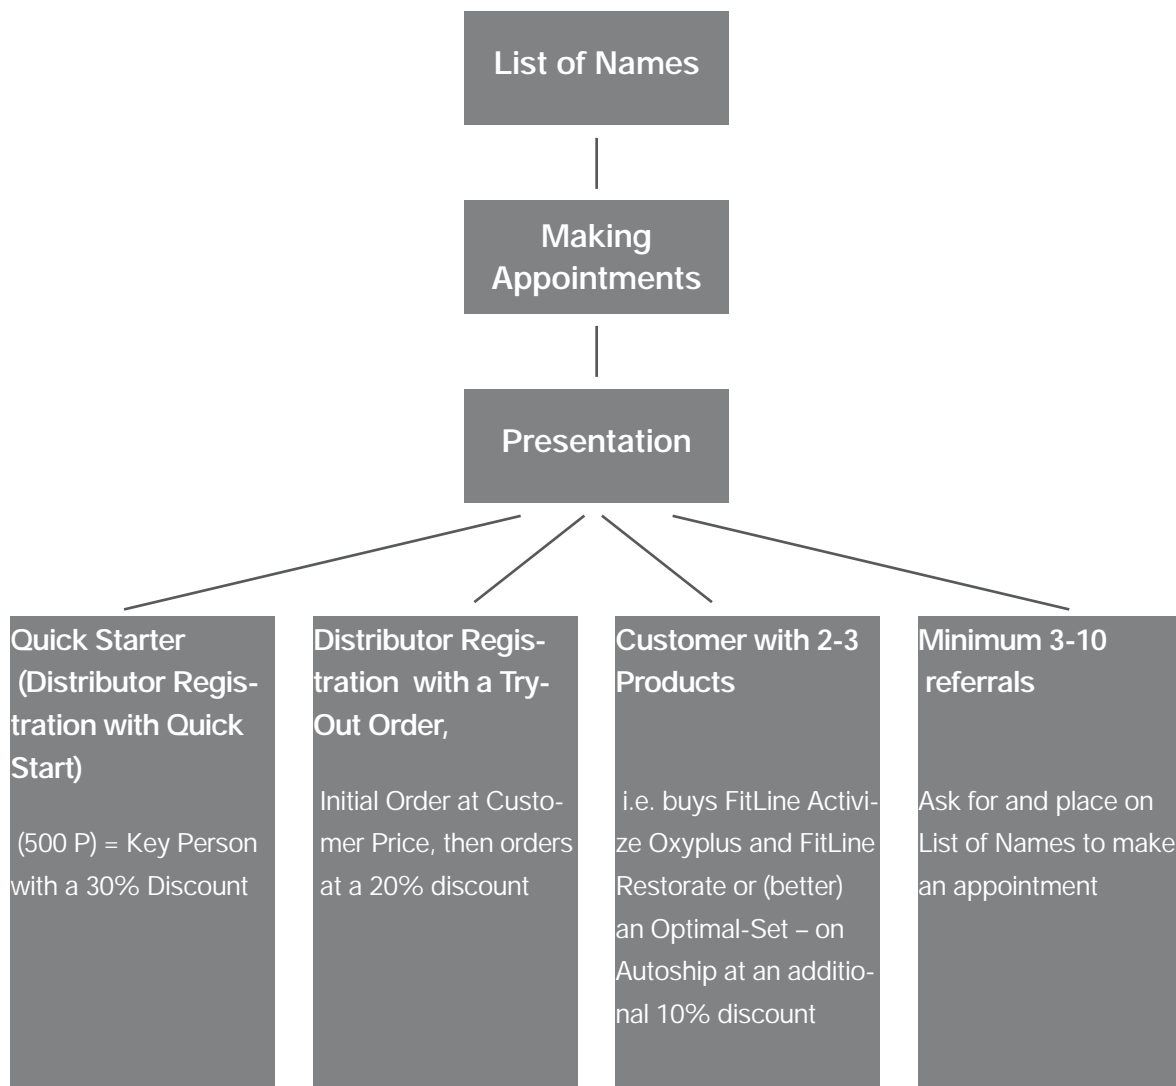 List of Names
Making
Appointments
Presentation
Quick Starter
(Distributor Regis-
tration with Quick
Start)
(500 P) = Key Person
with a 30% Discount
Distributor Regis-
tration with a Try-
Out Order,
Initial Order at Custo-
mer Price, then orders
at a 20% discount
Customer with 2-3
Products
i.e. buys FitLine Activi-
ze Oxyplus and FitLine
Restorate or (better)
an Optimal-Set – on
Autoship at an additio-
nal 10% discount
Minimum 3-10
referrals
Ask for and place on
List of Names to make
an appointment